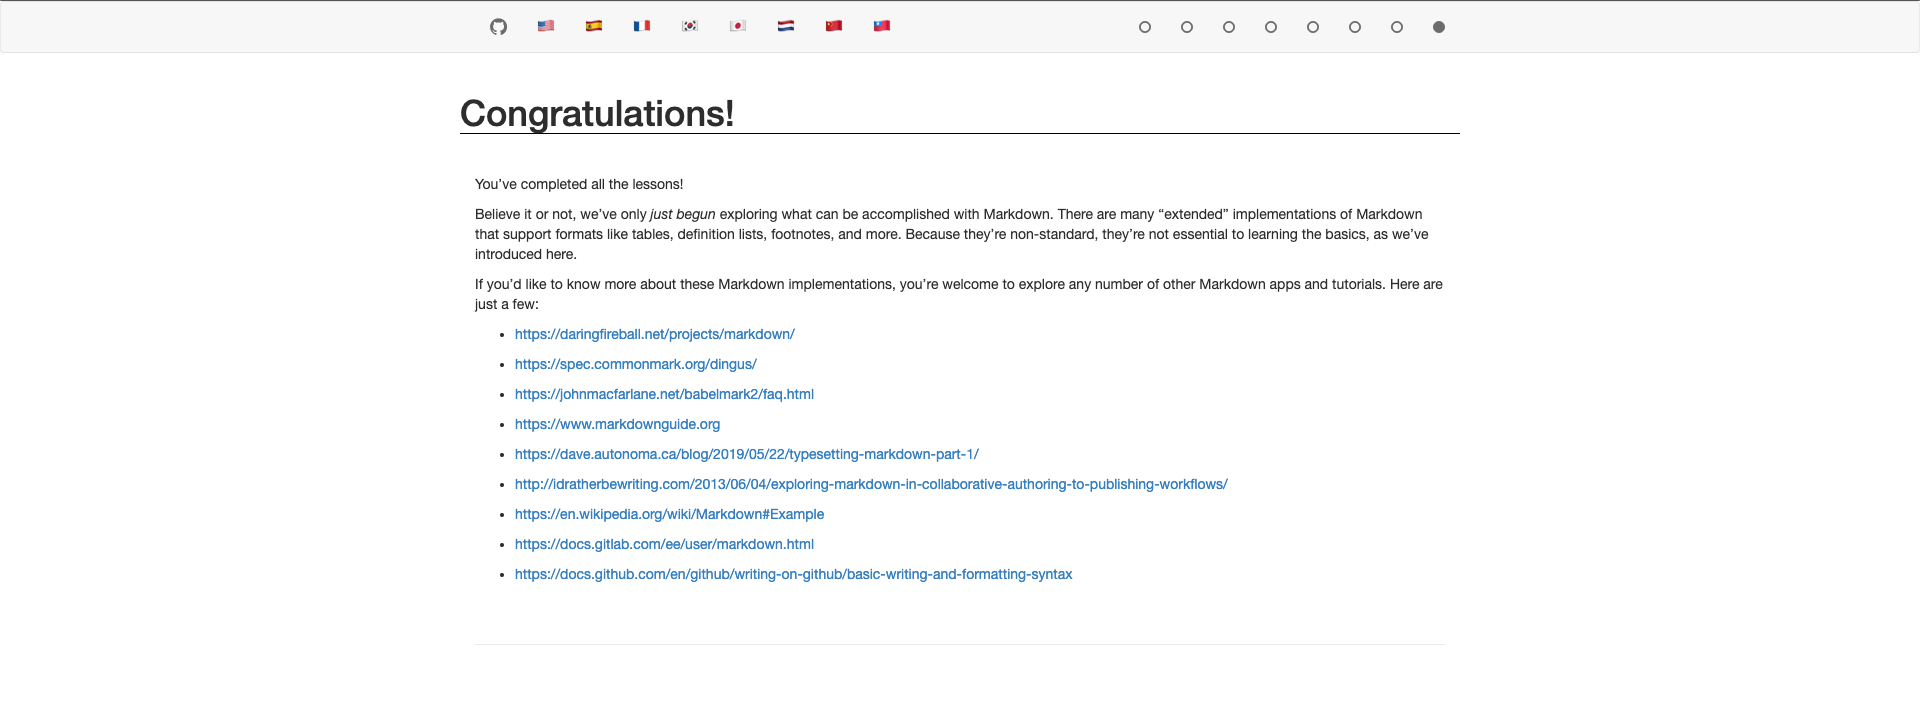 Congratulations!
You’ve completed all the lessons!
Believe it or not, we’ve only just begun exploring what can be accomplished with Markdown. There are many “extended” implementations of Markdown
that support formats like tables, definition lists, footnotes, and more. Because they’re non-standard, they’re not essential to learning the basics, as we’ve
introduced here.
If you’d like to know more about these Markdown implementations, you’re welcome to explore any number of other Markdown apps and tutorials. Here are
just a few:
https://daringfireball.net/projects/markdown/
https://spec.commonmark.org/dingus/
https://johnmacfarlane.net/babelmark2/faq.html
https://www.markdownguide.org
https://dave.autonoma.ca/blog/2019/05/22/typesetting-markdown-part-1/
http://idratherbewriting.com/2013/06/04/exploring-markdown-in-collaborative-authoring-to-publishing-workflows/
https://en.wikipedia.org/wiki/Markdown#Example
https://docs.gitlab.com/ee/user/markdown.html
https://docs.github.com/en/github/writing-on-github/basic-writing-and-formatting-syntax